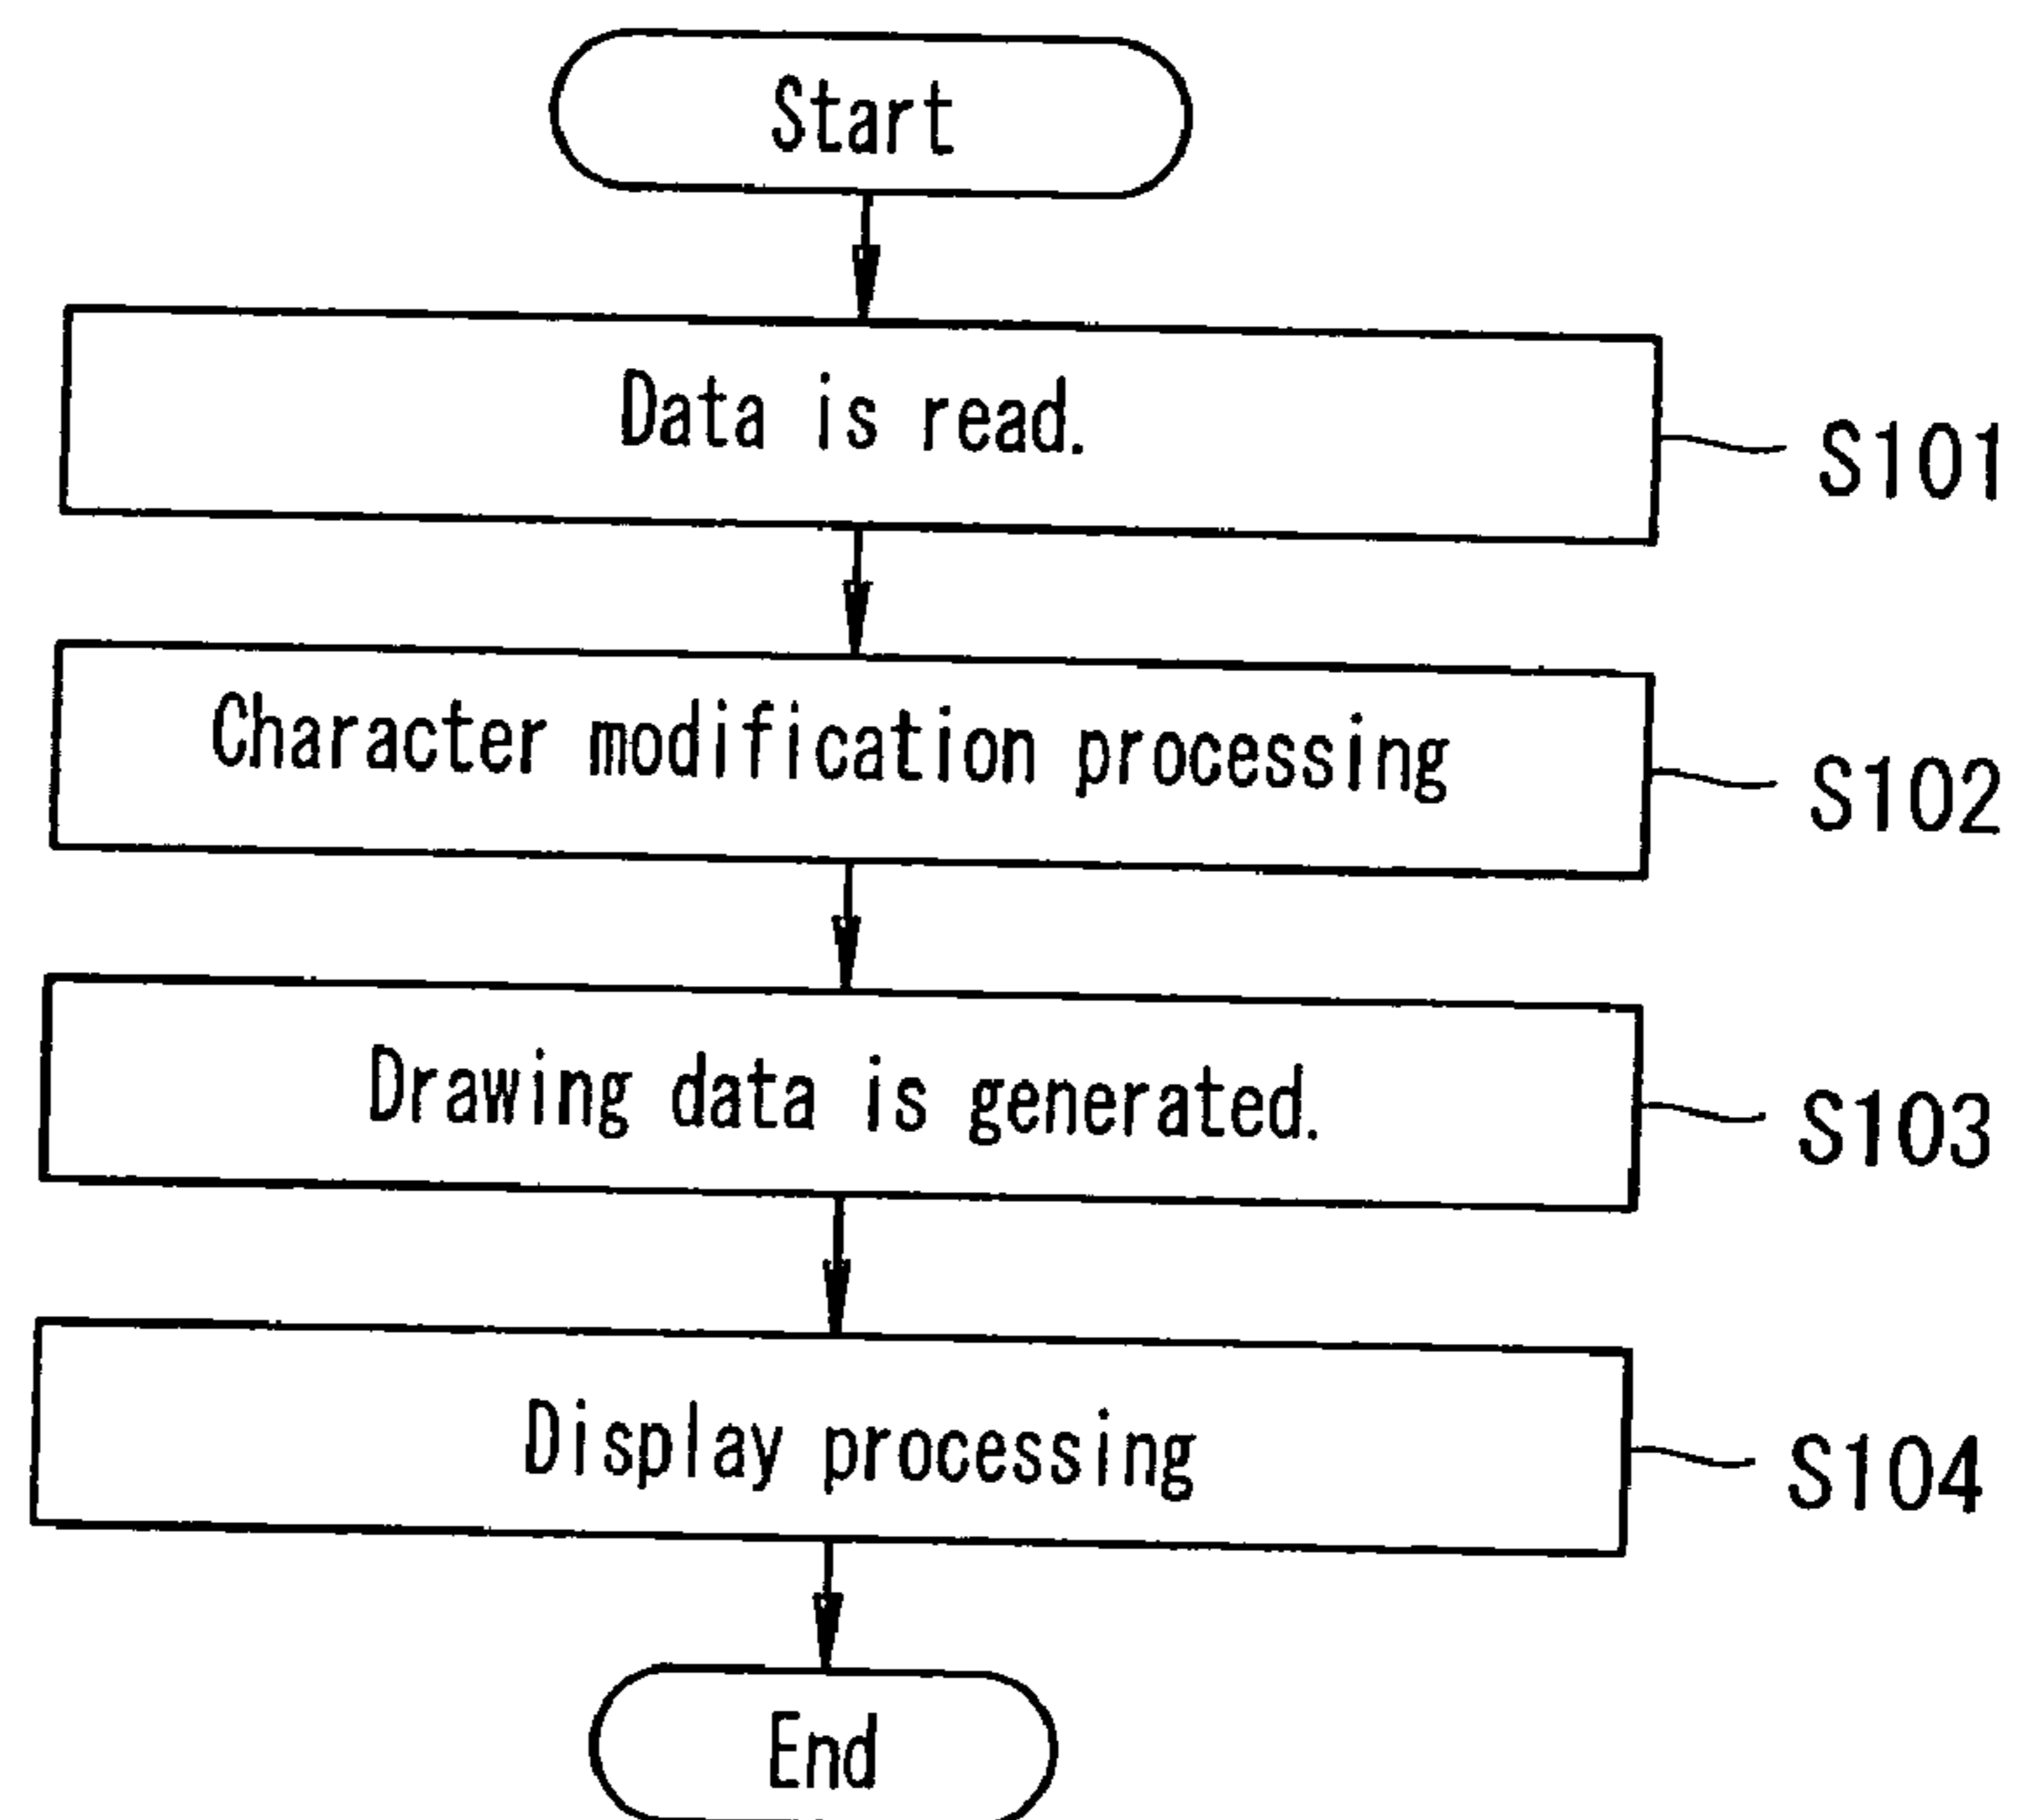 Start
Data is read.
S101
Character modification processing
S102
Drawing data is generated.
S103
Display processing
S104
End